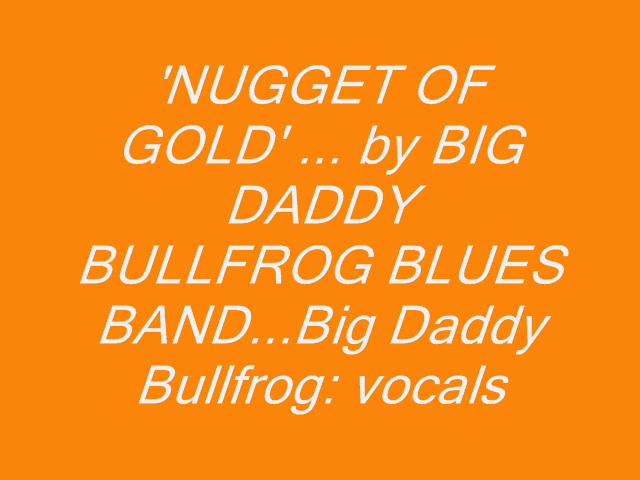 'NUGGET OF
GOLD' ... by BIG
DADDY
BULLFROG BLUES
BAND...Big Daddy
Bullfrog: vocals